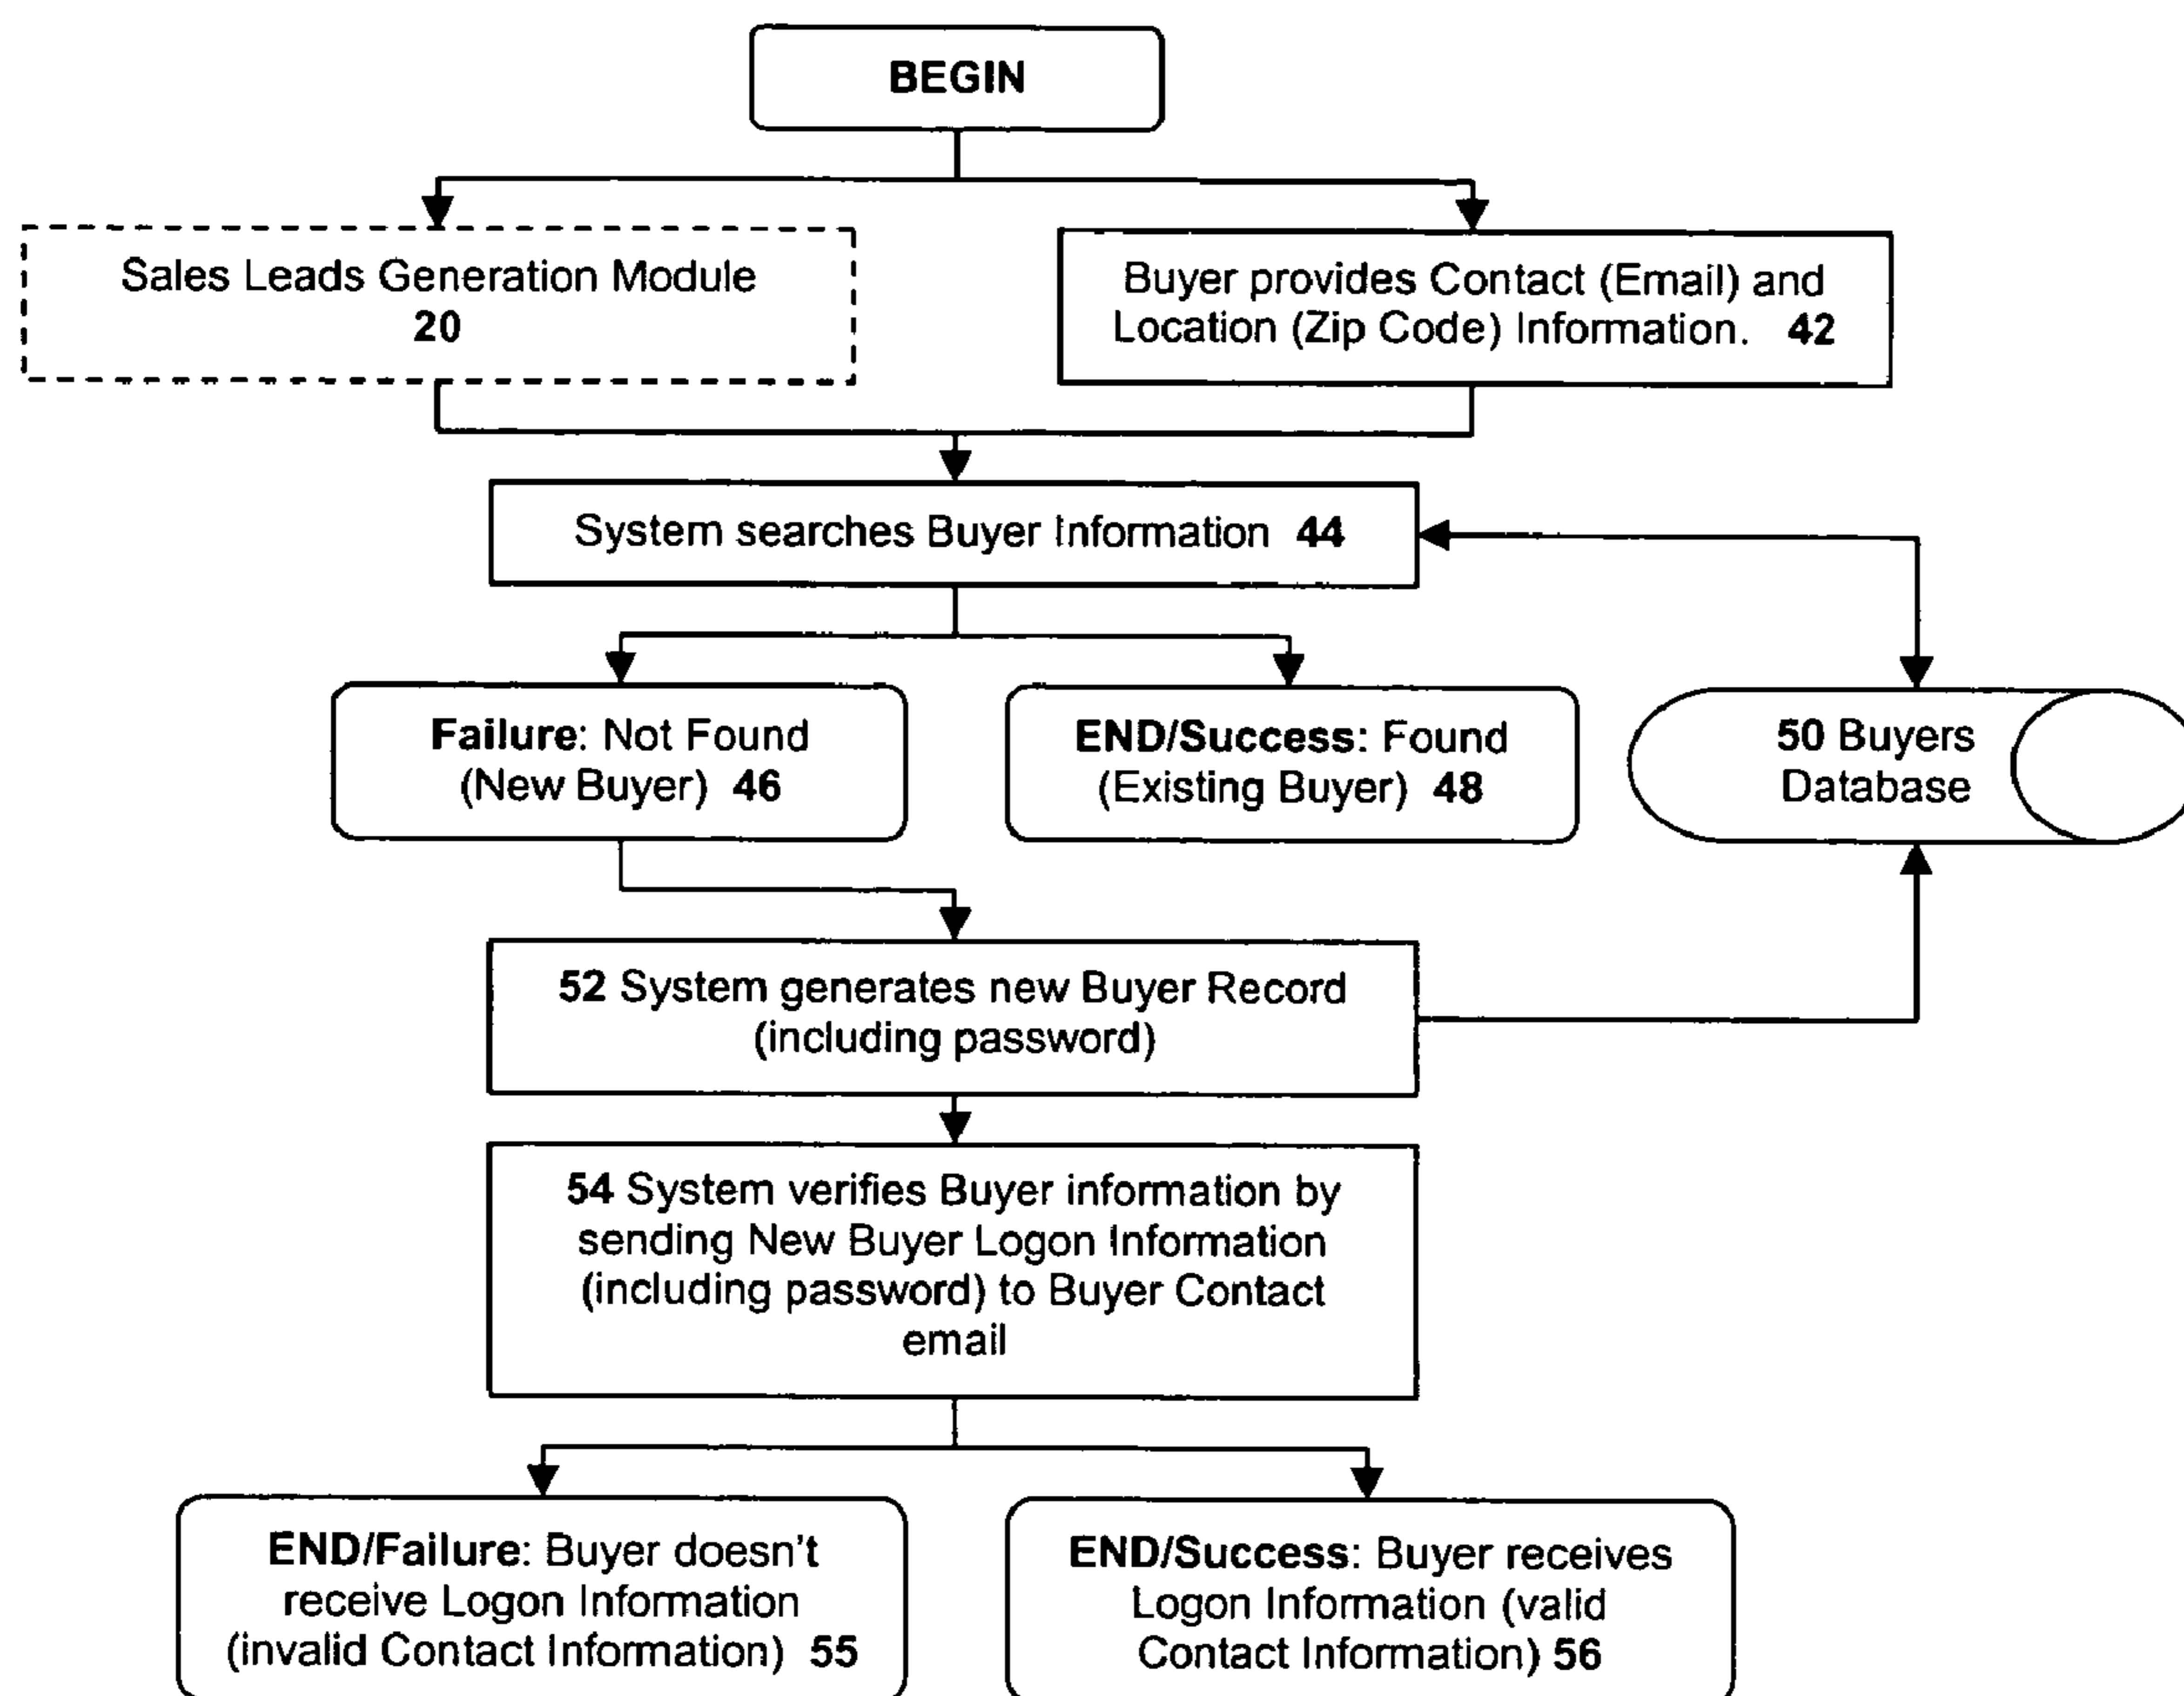 BEGIN
Sales Leads Generation Module
20
Buyer provides Contact (Email) and
Location (Zip Code) Information. 42
System searches Buyer Information 44
Failure: Not Found
(New Buyer) 46
END/Success: Found
(Existing Buyer) 48
50 Buyers
Database
52 System generates new Buyer Record
(including password)
54 System verifies Buyer information by
sending New Buyer Logon Information
(including password) to Buyer Contact
email
END/Failure: Buyer doesn't
receive Logon Information
(invalid Contact Information) 55
END/Success: Buyer receives
Logon Information (valid
Contact Information) 56